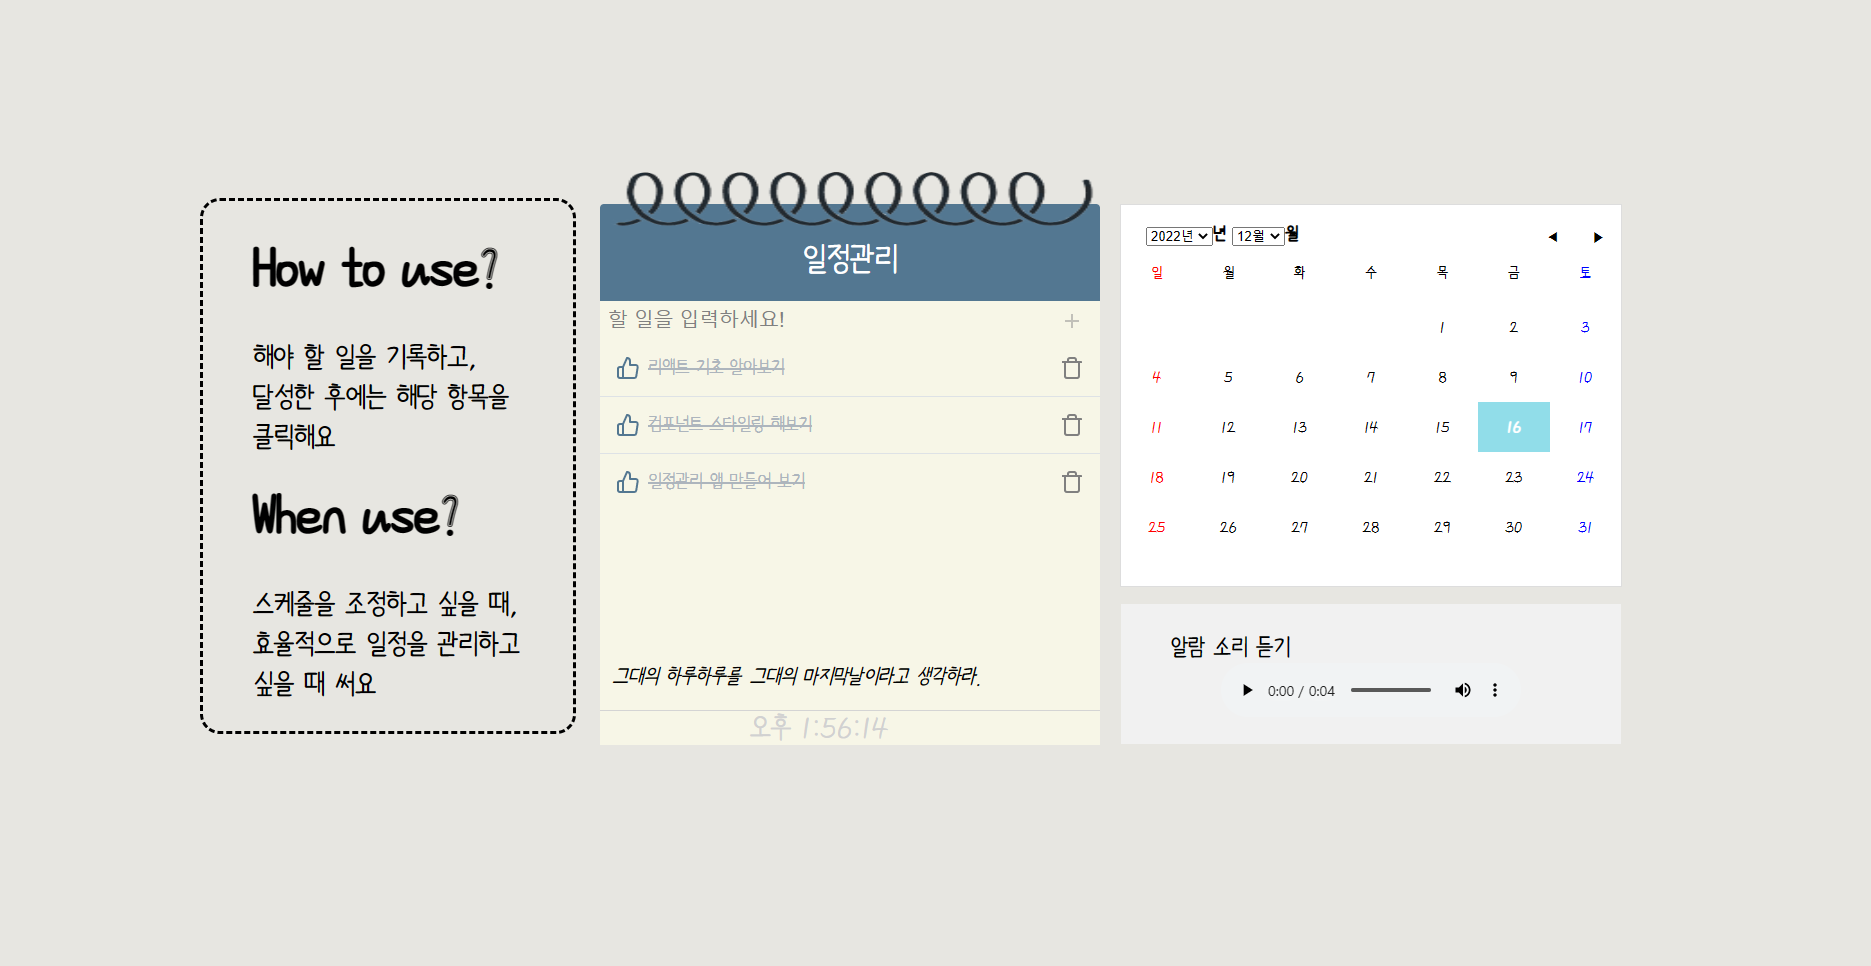 How to use?
해야 할 일을 기록하고,
달성한 후에는 해당 항목을
클릭해요
When use?
스케줄을 조정하고 싶을 때,
효율적으로 일정을 관리하고
싶을 때 써요
일정관리
할 일을 입력하세요!
리액트 기초 알아보기
컴포넌트 스타일링 해보기
일정관리 앱 만들어 보기
그대의 하루하루를 그대의 마지막날이라고 생각하라.
오후 1:56:14
2022년 년 12월 월
일 월 화 수 목 금 토
1 2 3
4 5 6 7 8 9 10
11 12 13 14 15 16 17
18 19 20 21 22 23 24
25 26 27 28 29 30 31
알람 소리 듣기
0:00 / 0:04